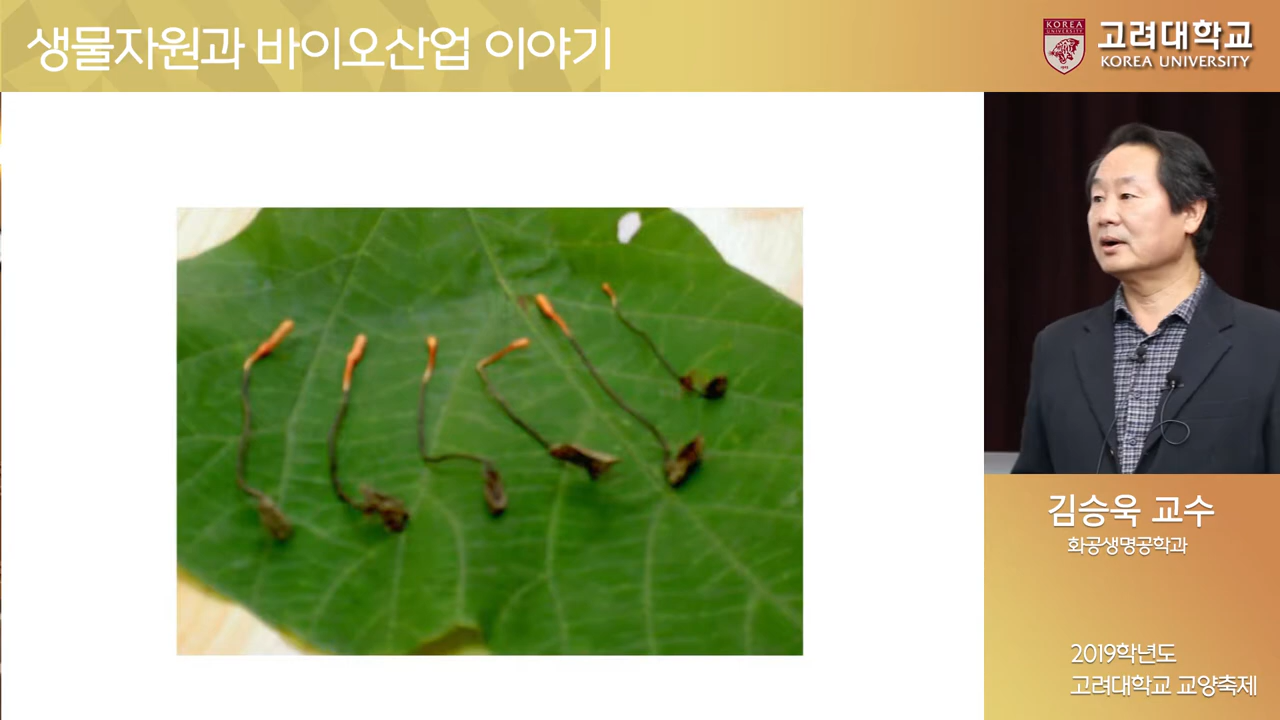 생물자원과 바이오산업 이야기
KOREA
UNIVERSITY
고려대학교
KOREA UNIVERSITY
김승욱 교수
화공생명공학과
2019학년도
고려대학교 교양축제